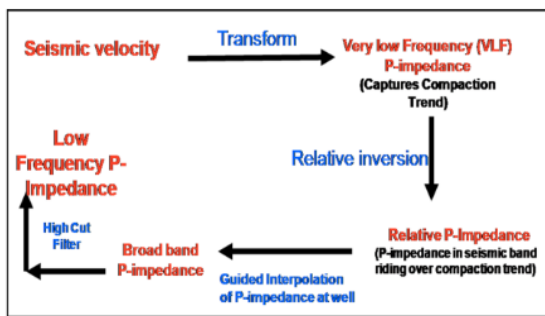 Seismic velocity
Transform
Very low Frequency (VLF)
P-impedance
(Captures Compaction
Trend)
Relative inversion
Relative P-Impedance
(P-impedance in seismic band
riding over compaction trend)
Guided Interpolation
of P-impedance at well
Broad band
P-impedance
High Cut
Filter
Low
Frequency P-
Impedance